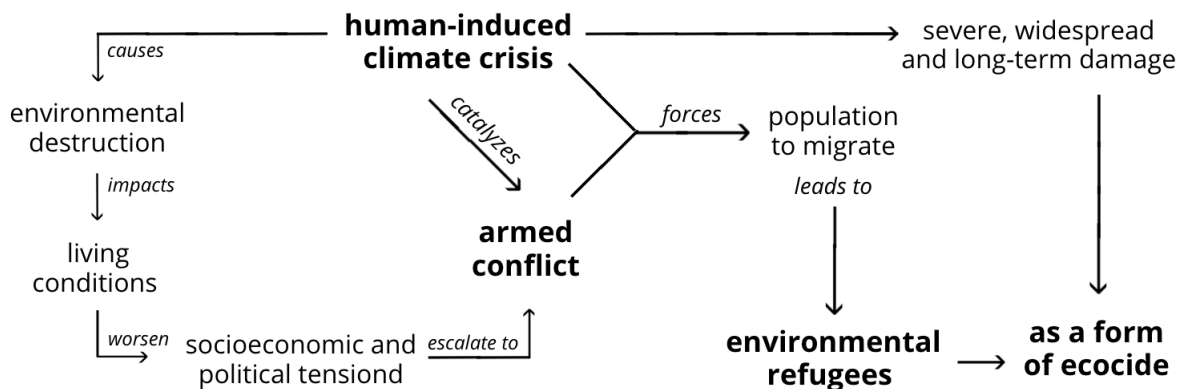 human-induced
climate crisis
causes
environmental
destruction
impacts
living
conditions
worsen
socioeconomic and
political tensiond
escalate to
catalyzes
armed
conflict
forces
population
to migrate
leads to
environmental
refugees
severe, widespread
and long-term damage
as a form
of ecocide